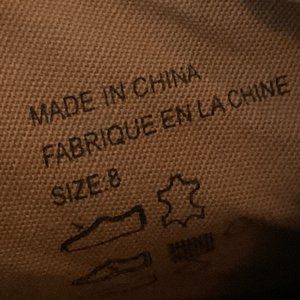 MADE IN CHINA
FABRIQUE EN LA CHINE
SIZE.8